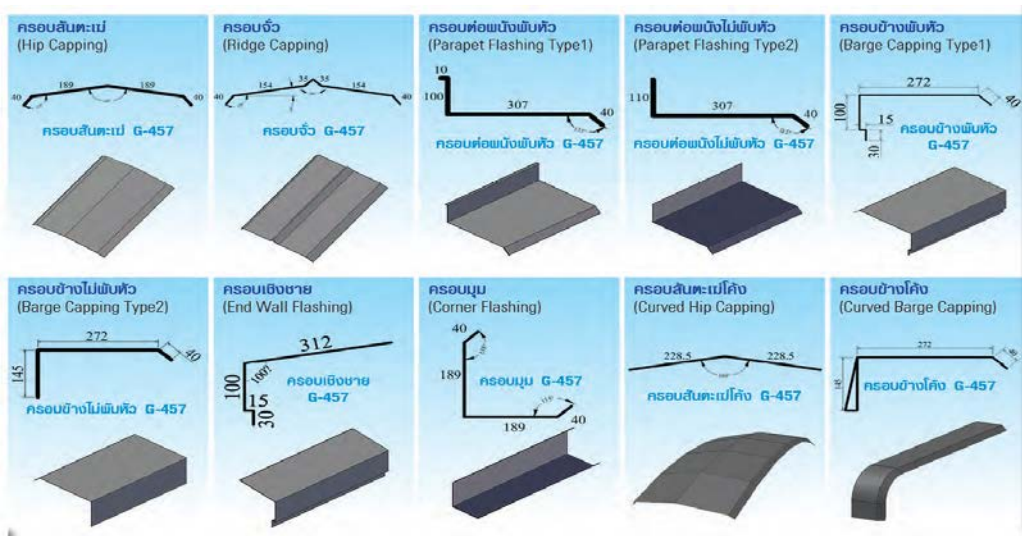 ครอบสันตะเฆ่
(Hip Capping)
189
189
40
40
ครอบสันตะเฆ่ G-457
ครอบจั่ว
(Ridge Capping)
154
35
35
154
40
40
ครอบจั่ว G-457
ครอบต่อผนังพับหัว
(Parapet Flashing Type1)
10
100
307
40
ครอบต่อผนังพับหัว G-457
ครอบต่อผนังไม่พับหัว
(Parapet Flashing Type2)
110
307
40
ครอบต่อผนังไม่พับหัว G-457
ครอบข้างพับหัว
(Barge Capping Type1)
272
40
100
15
30
ครอบข้างพับหัว
G-457
ครอบข้างไม่พับหัว
(Barge Capping Type2)
272
40
145
ครอบข้างไม่พับหัว G-457
ครอบเชิงชาย
(End Wall Flashing)
312
100
100?
15
30
ครอบเชิงชาย
G-457
ครอบมุม
(Corner Flashing)
40
189
ครอบมุม G-457
189
40
ครอบสันตะเฆ่โค้ง
(Curved Hip Capping)
228.5
228.5
ครอบสันตะเฆ่โค้ง G-457
ครอบข้างโค้ง
(Curved Barge Capping)
272
40
145
ครอบข้างโค้ง G-457